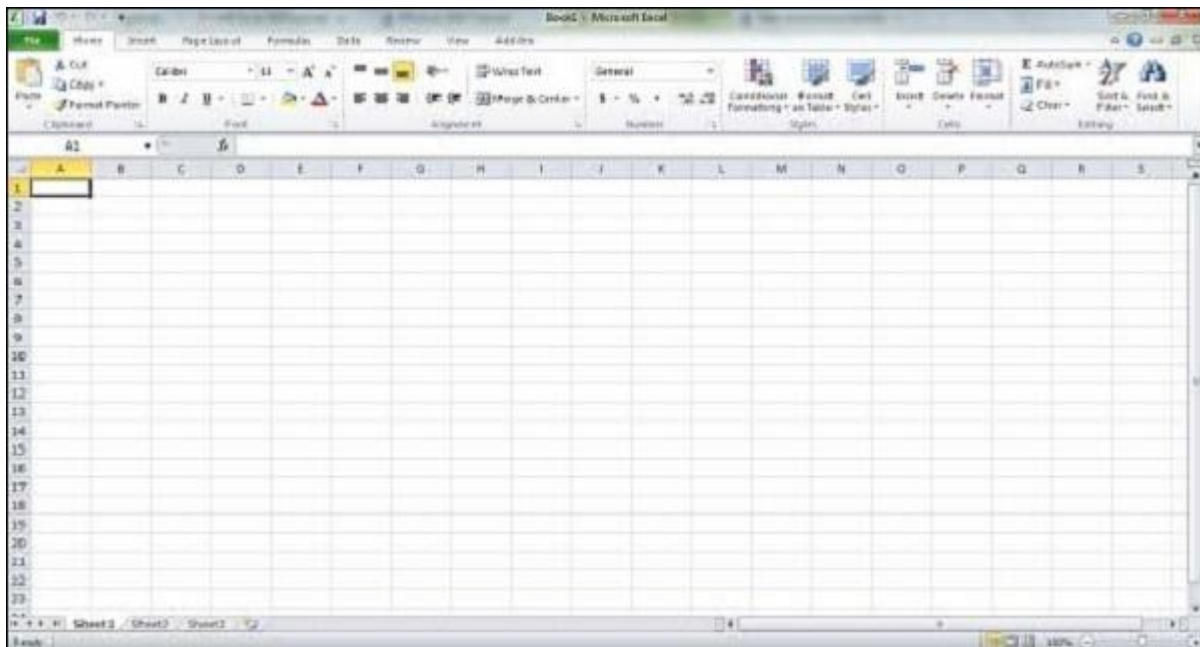 Book1 - Microsoft Excel
File Home Insert Page Layout Formulas Data Review View Add-Ins
Cut
Copy
Paste
Format Painter
Calibri 11
B I U
Wrap Text
Merge & Center
General
$ %
Conditional Formatting
Format as Table
Cell Styles
Insert Delete Format
Σ AutoSum
Fill
Clear
Sort & Filter
Find & Select
Clipboard Font Alignment Number Styles Cells Editing
A1 fx
A B C D E F G H I J K L M N O P Q R S
1
2
3
4
5
6
7
8
9
10
11
12
13
14
15
16
17
18
19
20
21
22
23
Sheet1 Sheet2 Sheet3
Ready 100%